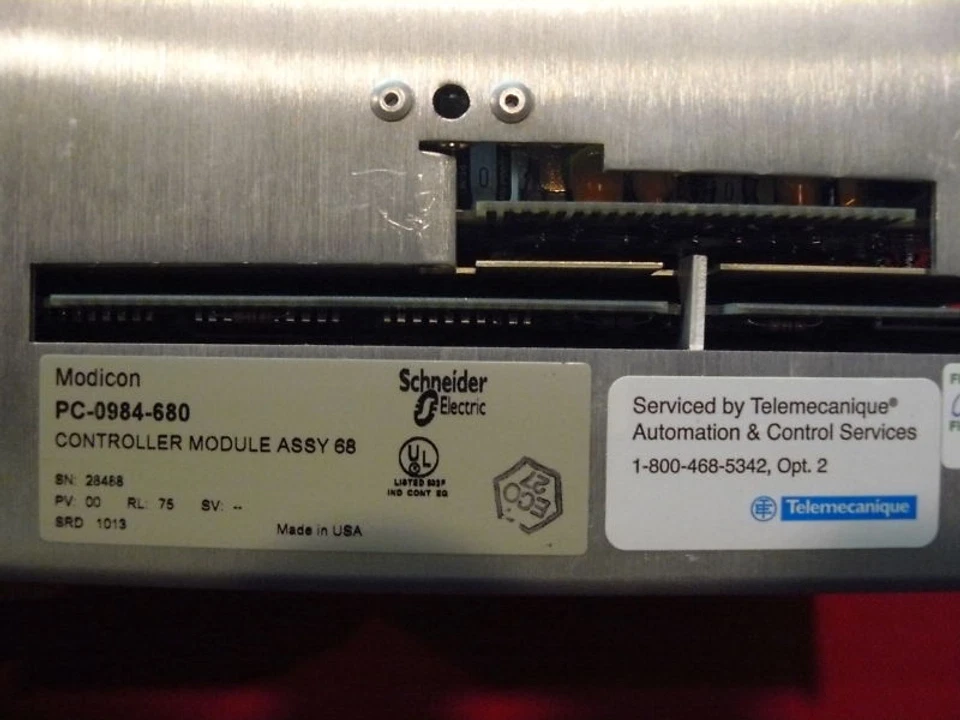 Modicon
PC-0984-680
CONTROLLER MODULE ASSY 68
SN: 28488
PV: 00 RL: 75 SV: --
SRD 1013
Made in USA
Schneider
Electric
UL
LISTED
IND CONT EQ
ECO
Serviced by Telemecanique®
Automation & Control Services
1-800-468-5342, Opt. 2
Telemecanique